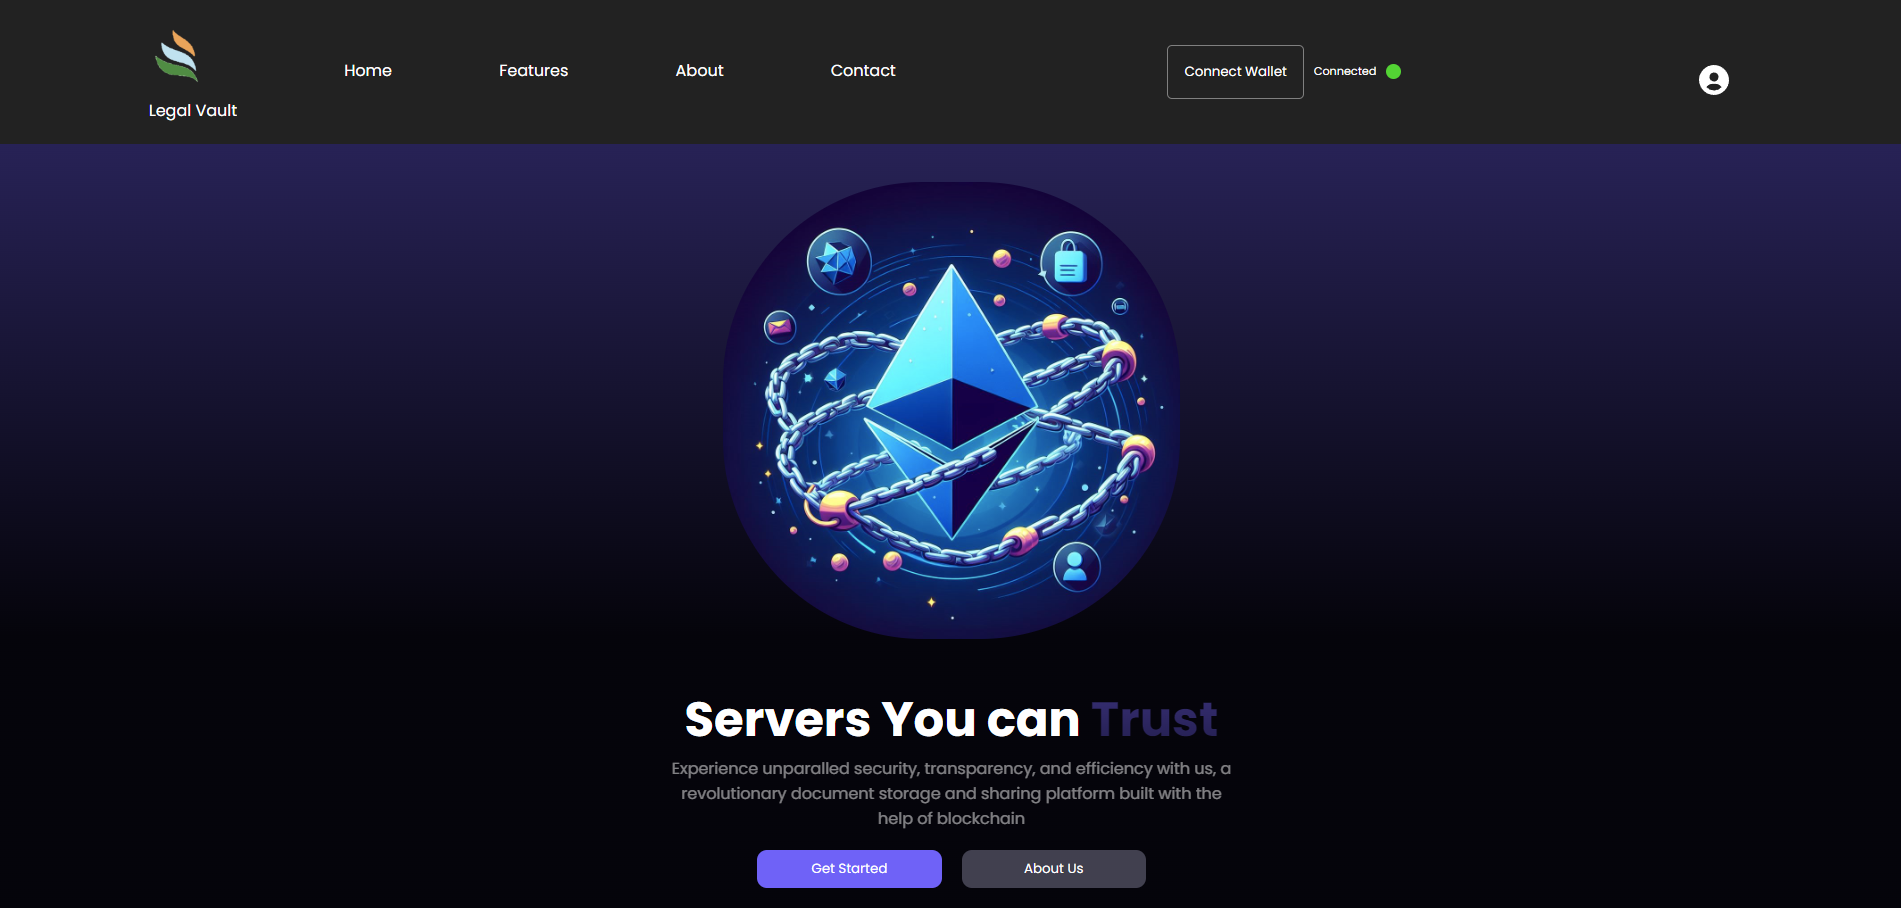 Legal Vault
Home
Features
About
Contact
Connect Wallet
Connected
Servers You can Trust
Experience unparalled security, transparency, and efficiency with us, a
revolutionary document storage and sharing platform built with the
help of blockchain
Get Started
About Us